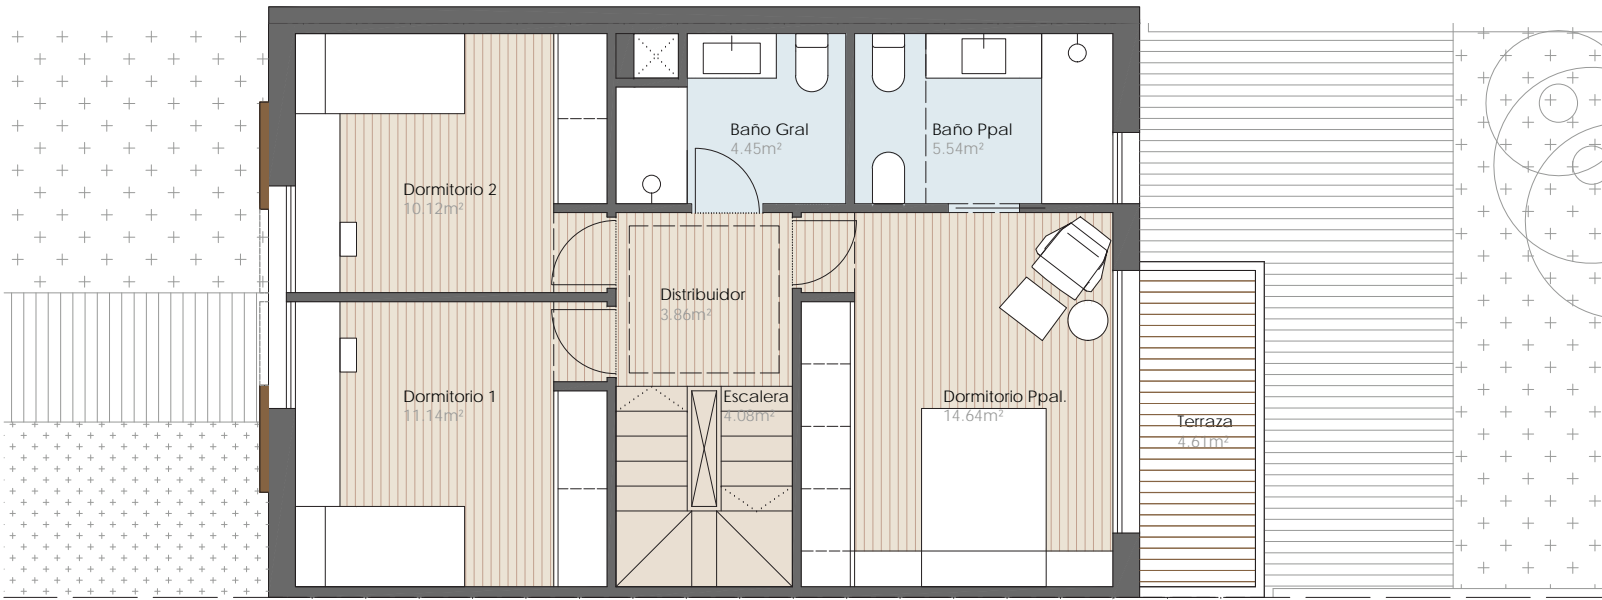 Baño Gral
4.45m²
Baño Ppal
5.54m²
Dormitorio 2
10.12m²
Distribuidor
3.86m²
Dormitorio 1
11.14m²
Escalera
4.08m²
Dormitorio Ppal.
14.64m²
Terraza
4.61m²